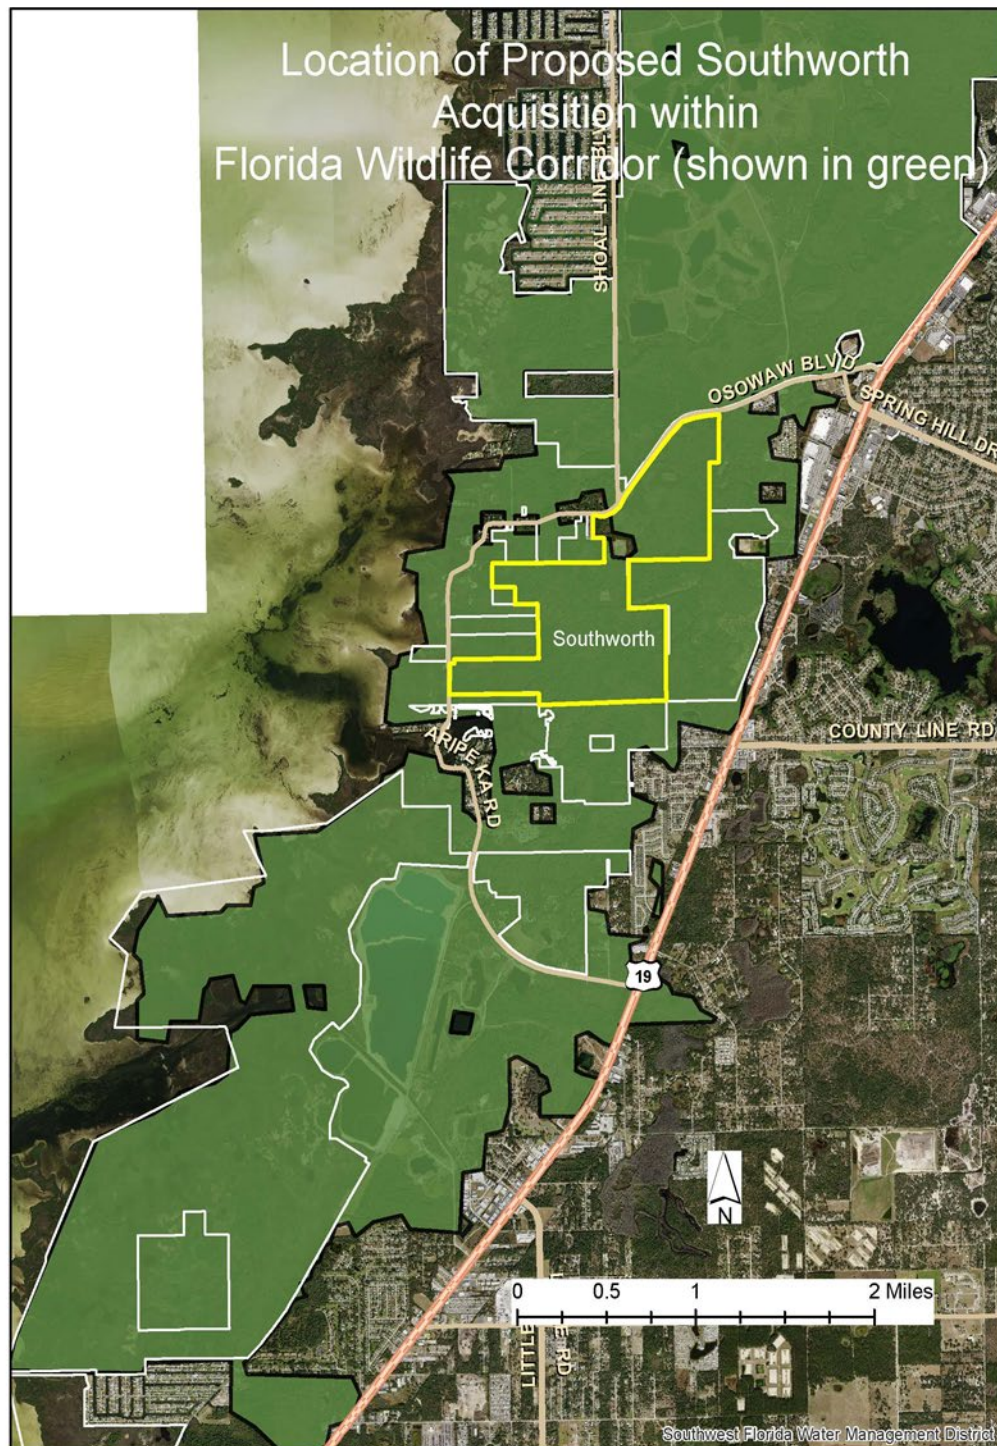 Location of Proposed Southworth
Acquisition within
Florida Wildlife Corridor (shown in green)
SHOAL LINE BLVD
OSOWAW BLVD
SPRING HILL DR
Southworth
COUNTY LINE RD
ARIPEKA RD
19
N
0 0.5 1 2 Miles
LITTLE
RD
Southwest Florida Water Management District